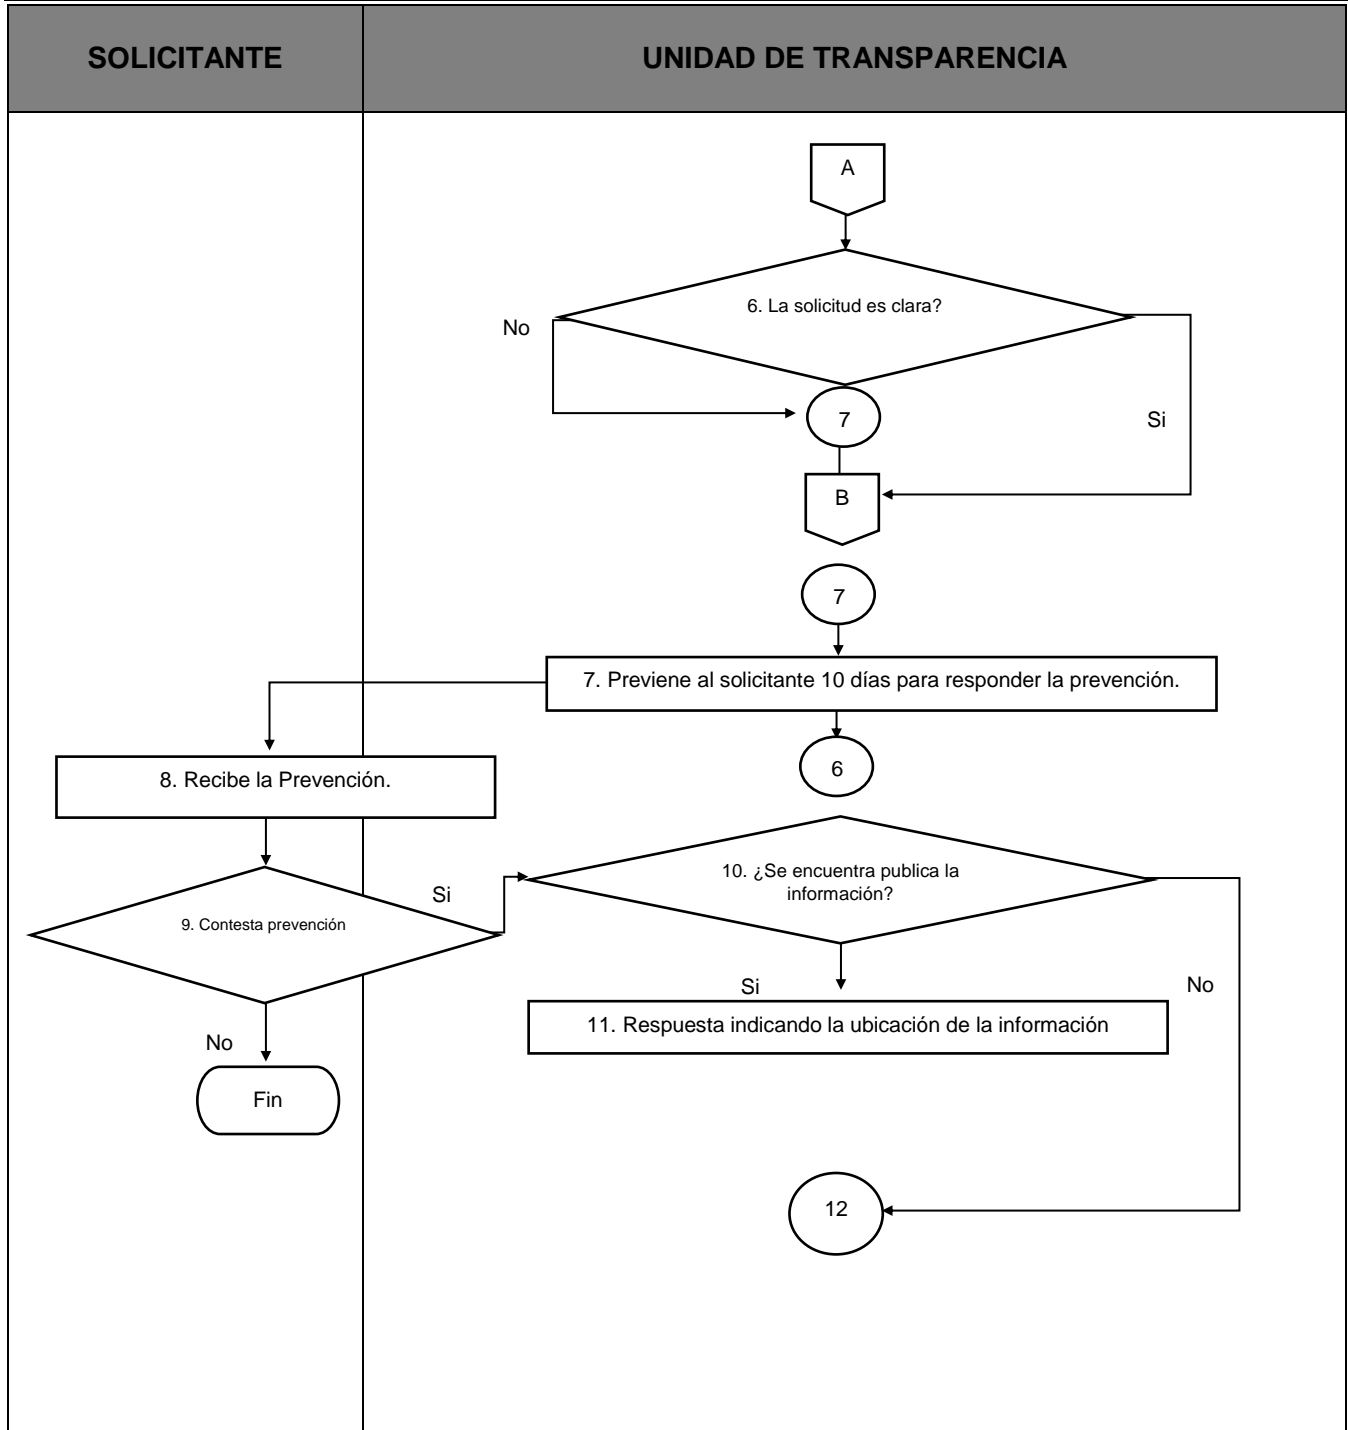 SOLICITANTE
UNIDAD DE TRANSPARENCIA
A
6. La solicitud es clara?
No
7
Si
B
7
7. Previene al solicitante 10 días para responder la prevención.
8. Recibe la Prevención.
6
Si
10. ¿Se encuentra publica la
información?
9. Contesta prevención
Si
No
11. Respuesta indicando la ubicación de la información
No
Fin
12